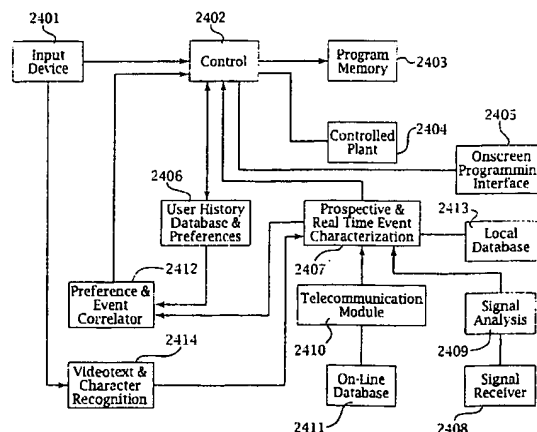 2401
2402
Input
Device
Control
Program
Memory
2403
Controlled
Plant
2404
2405
Onscreen
Programming
Interface
2406
User History
Database &
Preferences
Prospective &
Real Time Event
Characterization
2407
2413
Local
Database
2412
Preference &
Event
Correlator
Telecommunication
Module
2410
Signal
Analysis
2409
2414
Videotext &
Character
Recognition
On-Line
Database
2411
Signal
Receiver
2408